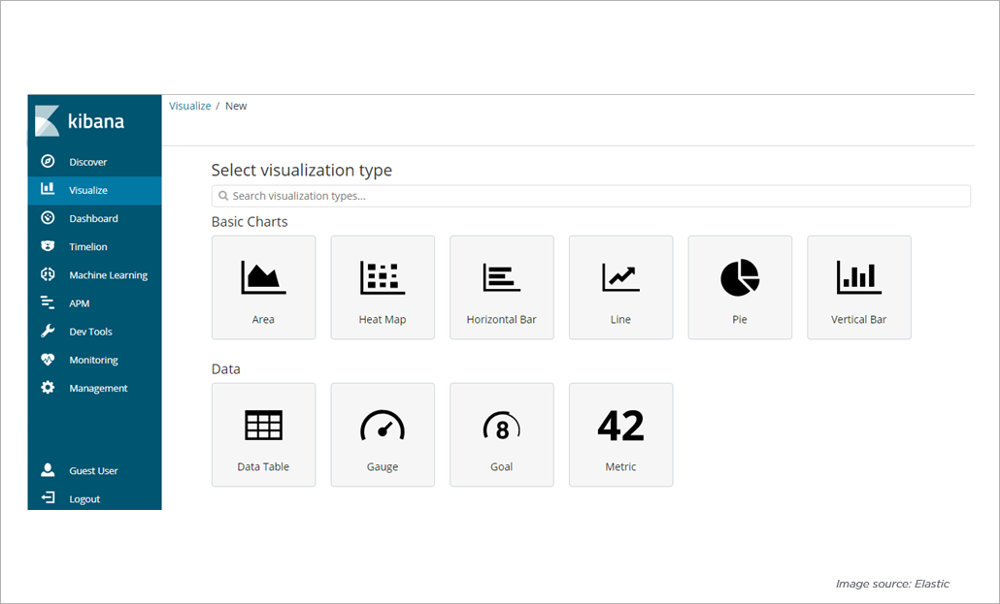 kibana
Discover
Visualize
Dashboard
Timelion
Machine Learning
APM
Dev Tools
Monitoring
Management
Guest User
Logout
Visualize / New
Select visualization type
Search visualization types...
Basic Charts
Area
Heat Map
Horizontal Bar
Line
Pie
Vertical Bar
Data
8
42
Data Table
Gauge
Goal
Metric
Image source: Elastic